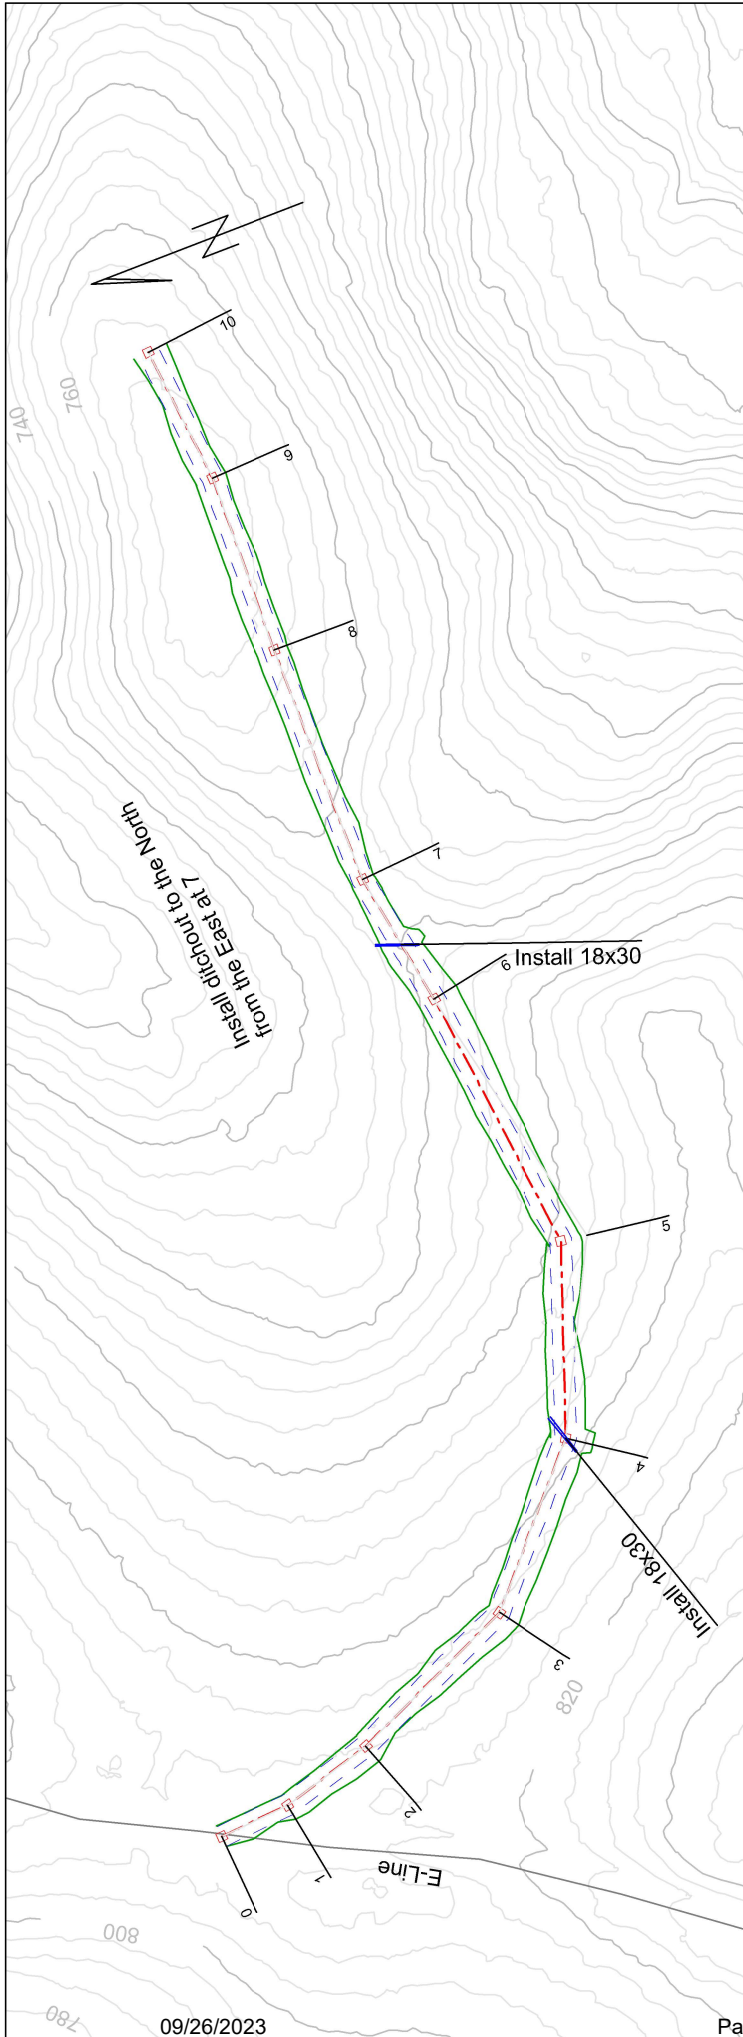 N
10
740
760
9
8
Install ditchout to the North
from the East at 7
7
6
Install 18x30
5
4
Install 18x30
3
820
2
1
E-Line
0
800
780
09/26/2023
Pa